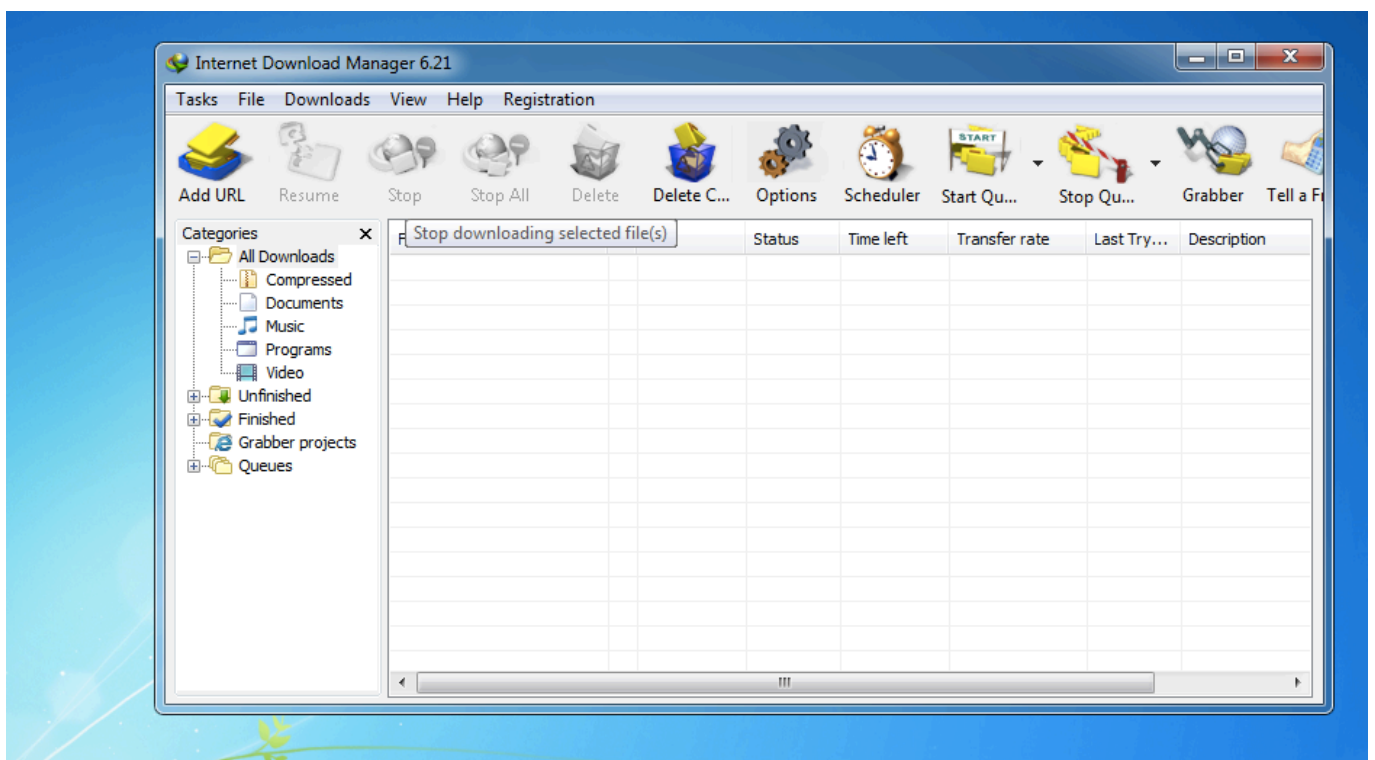 Internet Download Manager 6.21
Tasks File Downloads View Help Registration
START
Add URL Resume Stop Stop All Delete Delete C... Options Scheduler Start Qu... Stop Qu... Grabber Tell a Fr
Categories
F Stop downloading selected file(s) Status Time left Transfer rate Last Try... Description
All Downloads
Compressed
Documents
Music
Programs
Video
Unfinished
Finished
Grabber projects
Queues